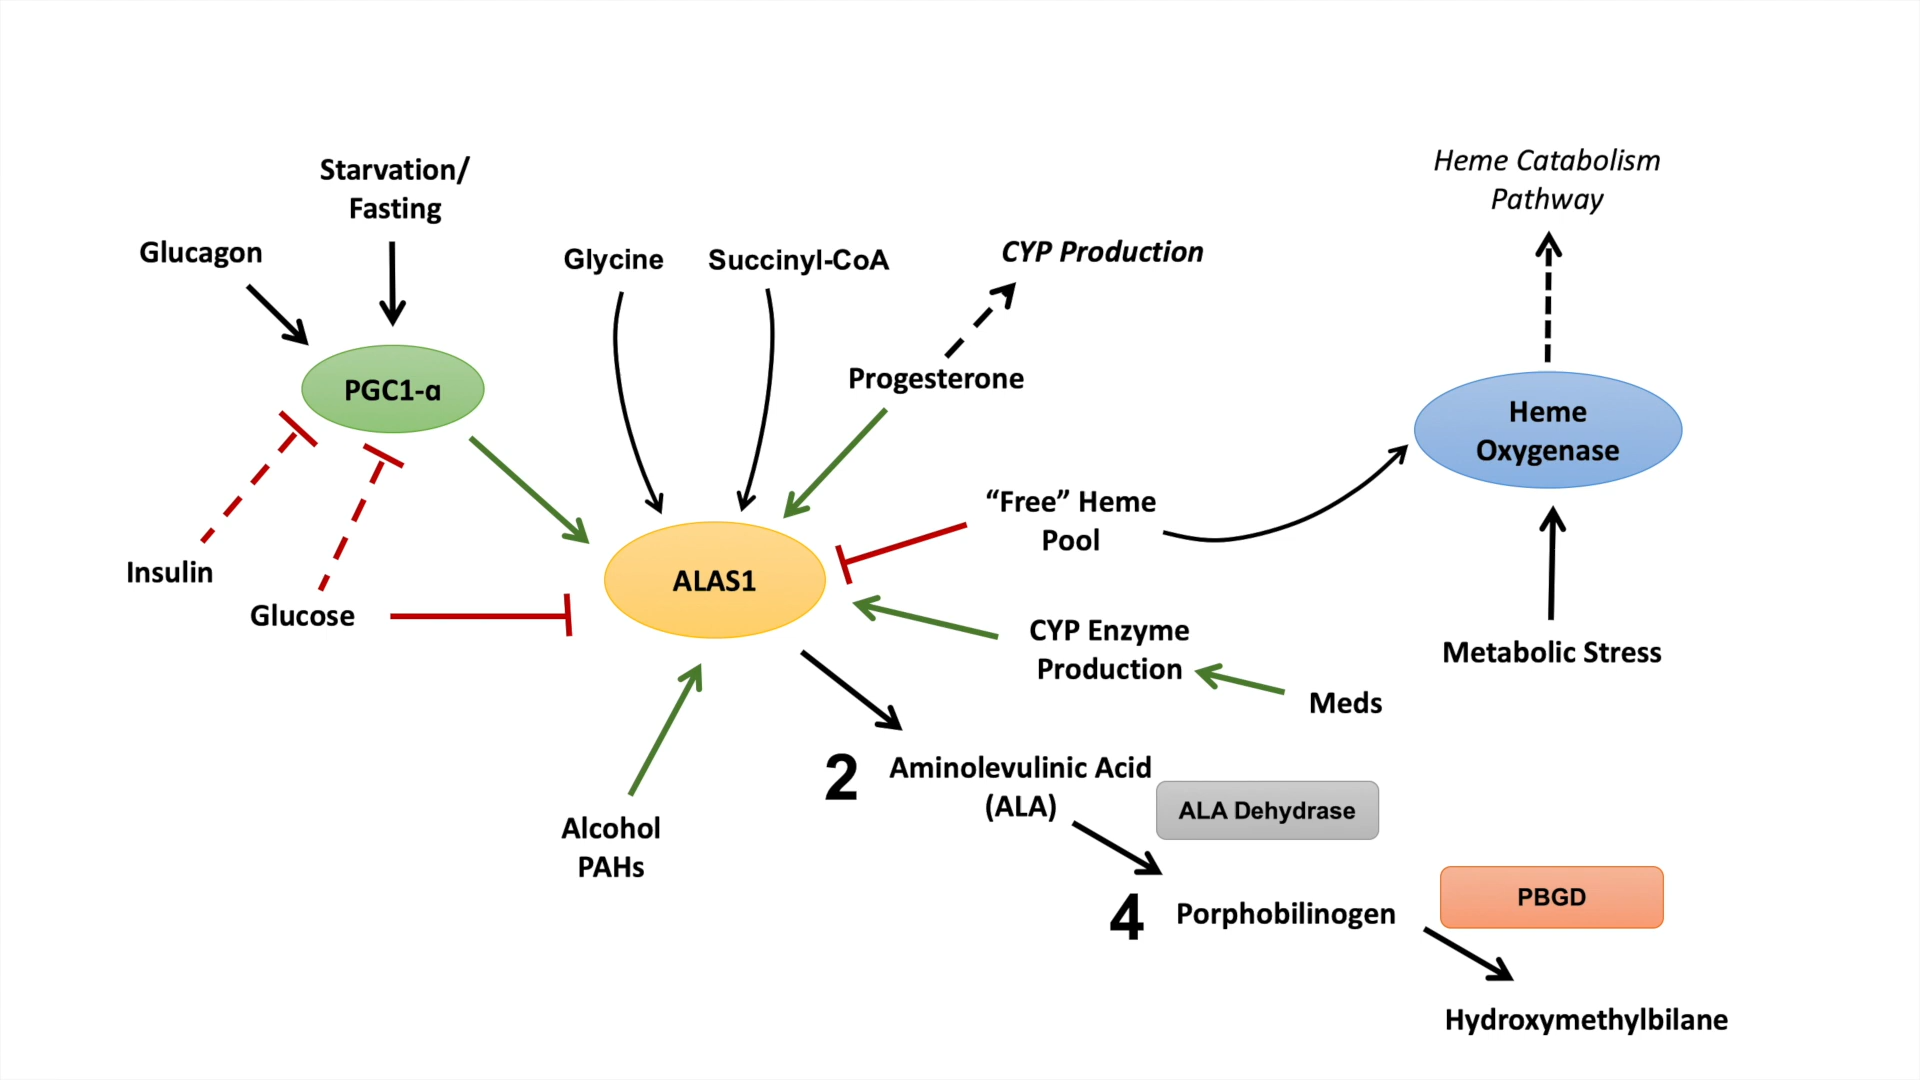 Starvation/
Fasting
Glucagon
PGC1-α
Insulin
Glucose
Glycine
Succinyl-CoA
CYP Production
Progesterone
ALAS1
“Free” Heme
Pool
Heme Catabolism
Pathway
Heme
Oxygenase
Metabolic Stress
CYP Enzyme
Production
Meds
Alcohol
PAHs
2
Aminolevulinic Acid
(ALA)
ALA Dehydrase
4
Porphobilinogen
PBGD
Hydroxymethylbilane